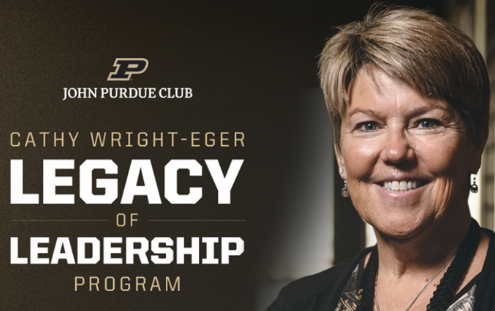 P
JOHN PURDUE CLUB
CATHY WRIGHT-EGER
LEGACY
OF
LEADERSHIP
PROGRAM